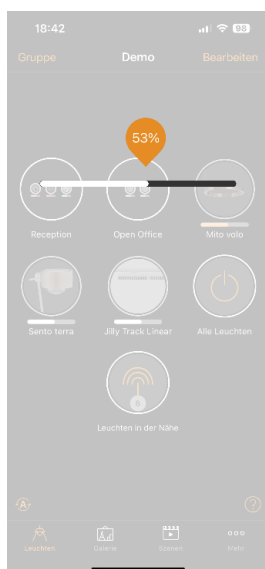 18:42
98
Gruppe Demo Bearbeiten
53%
Reception Open Office Mito volo
Sento terra Jilly Track Linear Alle Leuchten
Leuchten in der Nähe
A ?
Leuchten Galerie Szenen Mehr